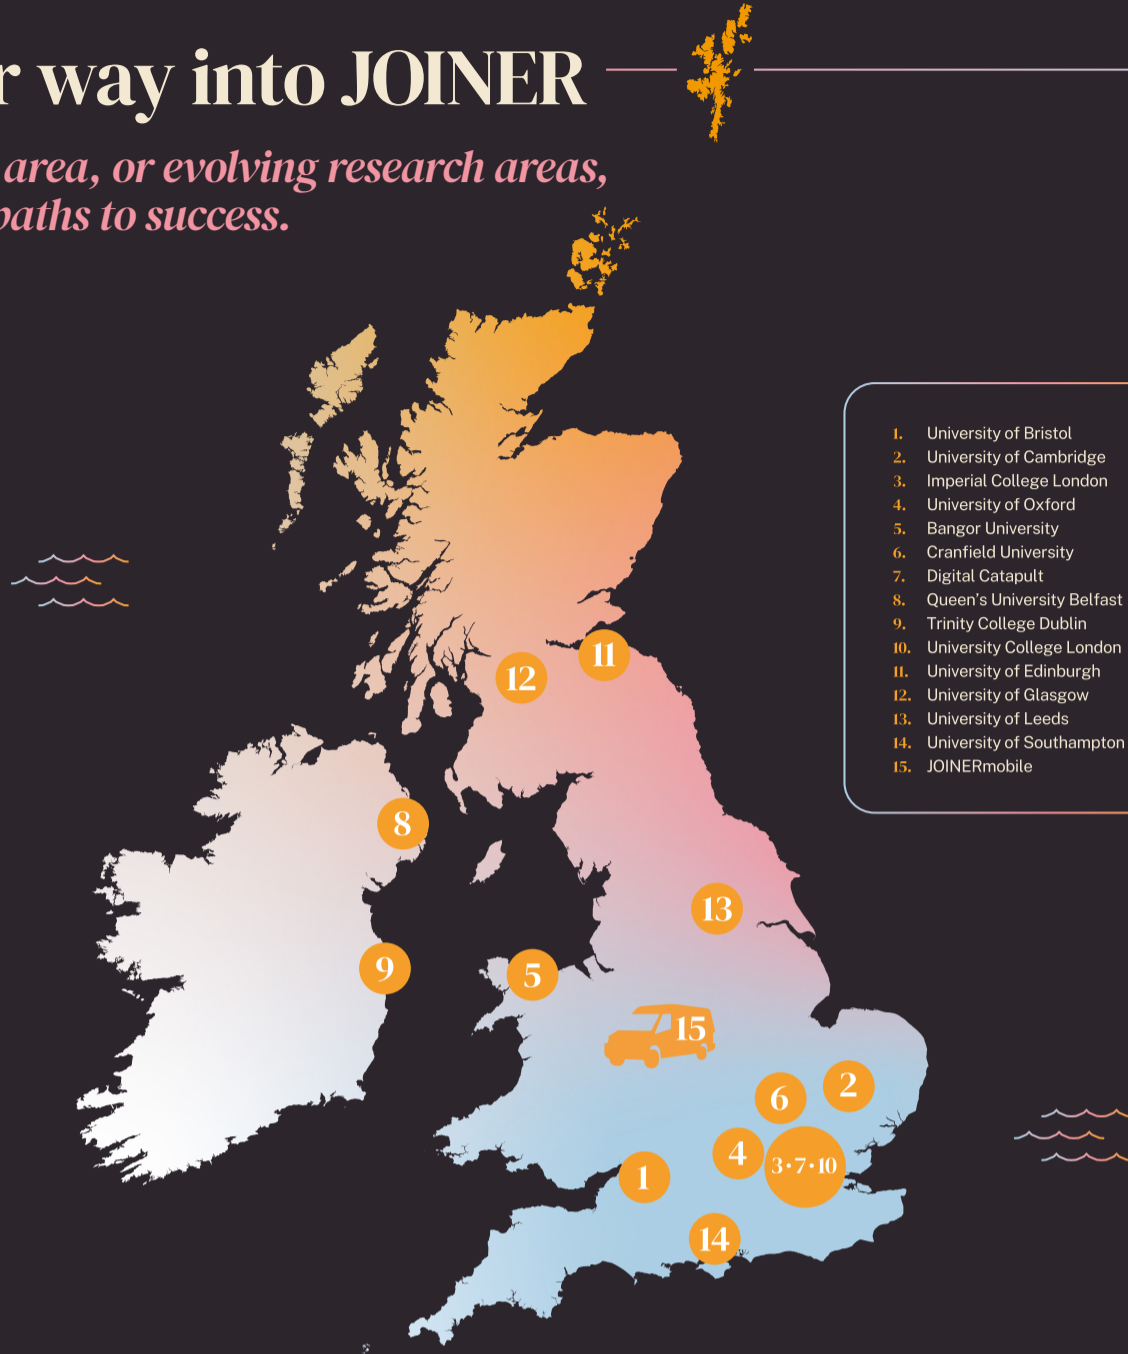 r way into JOINER
area, or evolving research areas,
paths to success.
1. University of Bristol
2. University of Cambridge
3. Imperial College London
4. University of Oxford
5. Bangor University
6. Cranfield University
7. Digital Catapult
8. Queen's University Belfast
9. Trinity College Dublin
10. University College London
11. University of Edinburgh
12. University of Glasgow
13. University of Leeds
14. University of Southampton
15. JOINERmobile
11
12
8
13
9
5
15
2
6
4
3•7•10
1
14